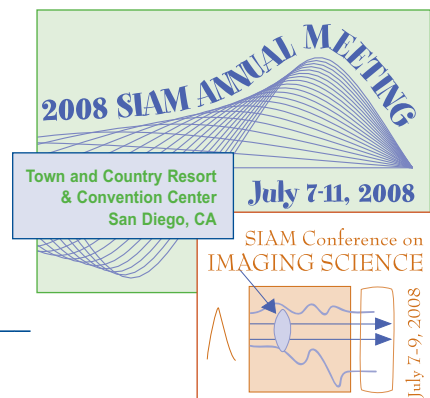 2008 SIAM ANNUAL MEETING
Town and Country Resort
& Convention Center
San Diego, CA
July 7-11, 2008
SIAM Conference on
IMAGING SCIENCE
July 7-9, 2008